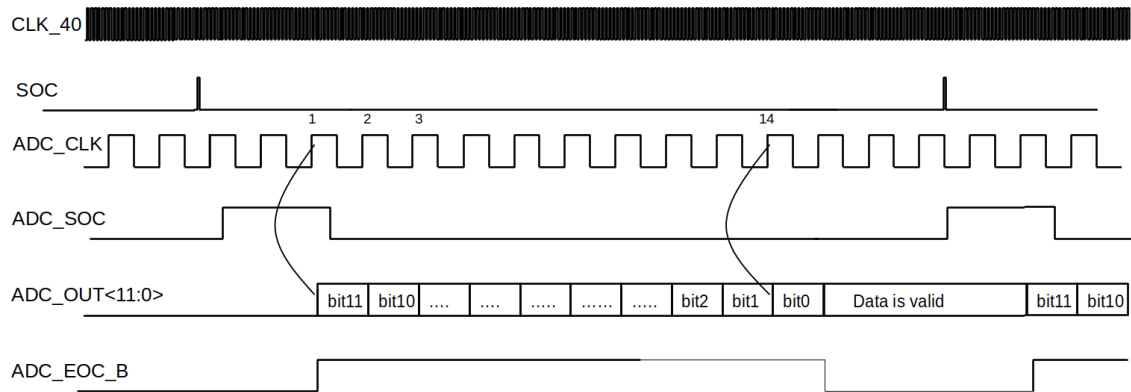 CLK_40
SOC
1 2 3 14
ADC_CLK
ADC_SOC
ADC_OUT<11:0> bit11 bit10 .... .... ..... ...... ..... bit2 bit1 bit0 Data is valid bit11 bit10
ADC_EOC_B